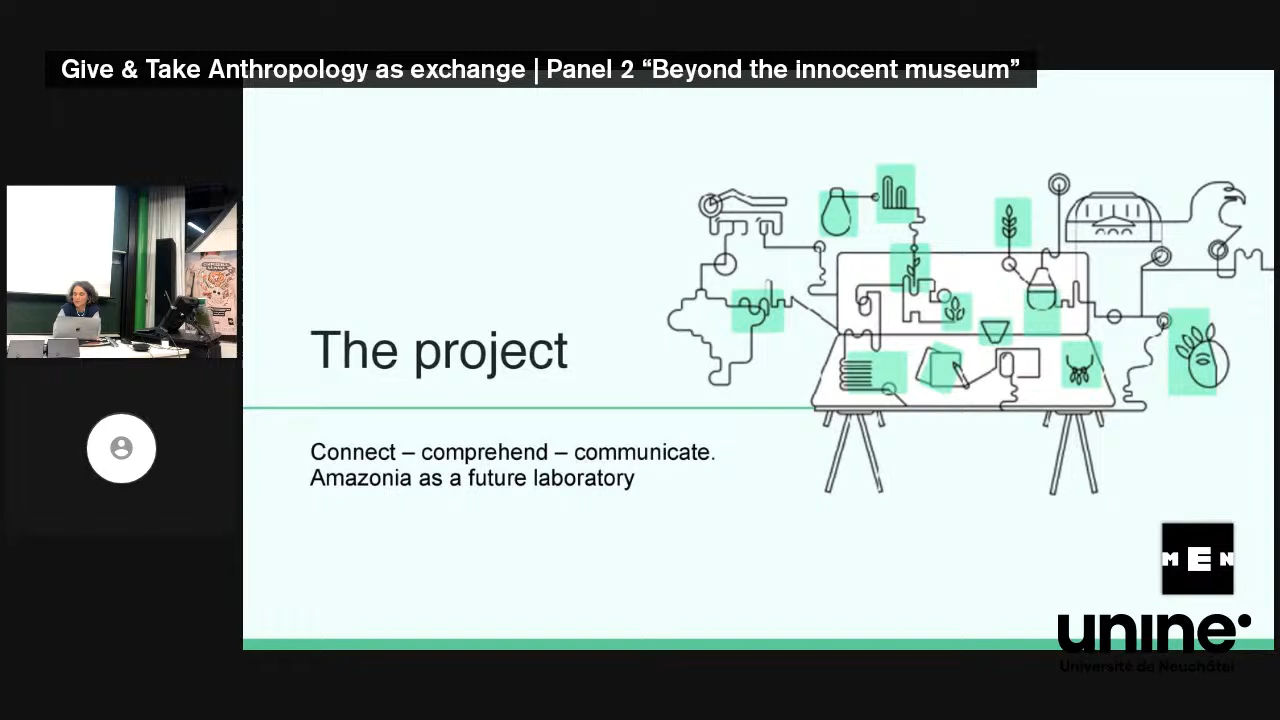 Give & Take Anthropology as exchange | Panel 2 “Beyond the innocent museum”
The project
Connect – comprehend – communicate.
Amazonia as a future laboratory
MEN
unine
Université de Neuchâtel